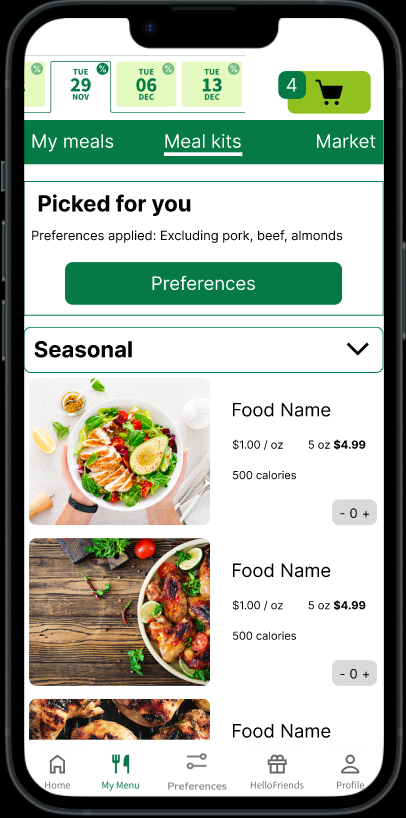 %
%
%
%
TUE
29
NOV
TUE
06
DEC
TUE
13
DEC
4
My meals
Meal kits
Market
Picked for you
Preferences applied: Excluding pork, beef, almonds
Preferences
Seasonal
Food Name
$1.00 / oz
5 oz $4.99
500 calories
- 0 +
Food Name
$1.00 / oz
5 oz $4.99
500 calories
- 0 +
Food Name
Home
My Menu
Preferences
HelloFriends
Profile